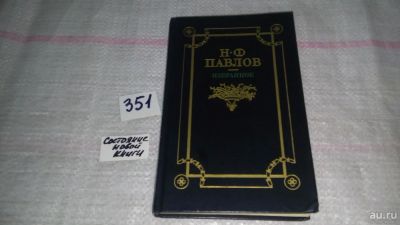 Н·Ф
ПАВЛОВ
ИЗБРАННОЕ
351
Состояние
новой
книги
au.ru